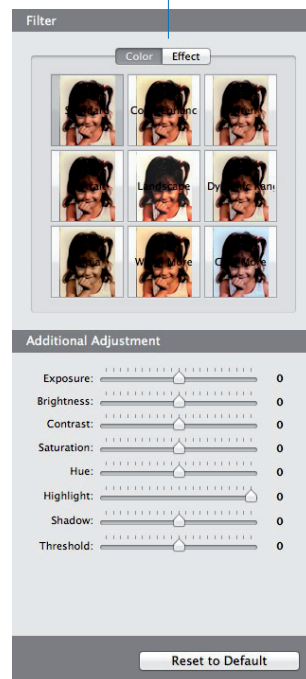 Filter
Color Effect
Landscape
Additional Adjustment
Exposure: 0
Brightness: 0
Contrast: 0
Saturation: 0
Hue: 0
Highlight: 0
Shadow: 0
Threshold: 0
Reset to Default